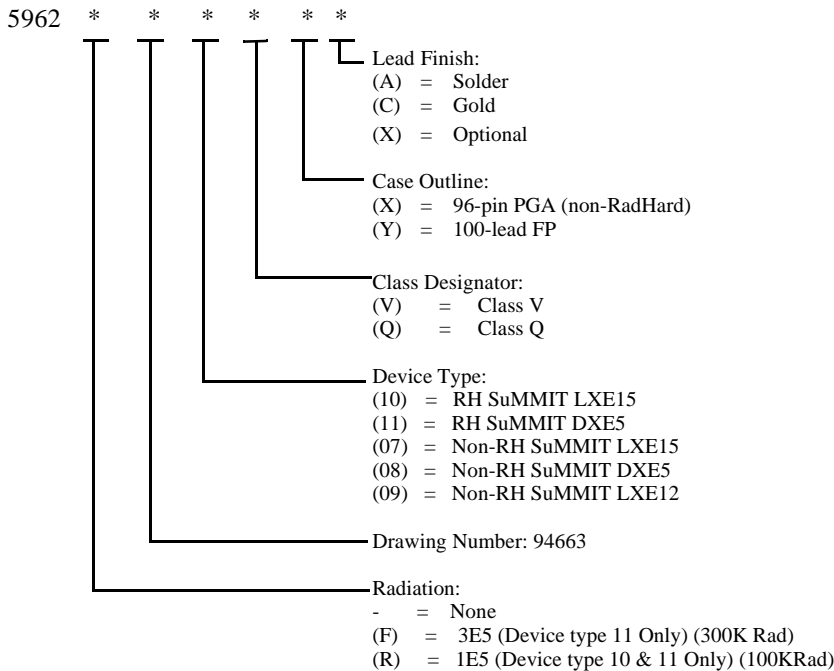 5962 * * * * * *
Lead Finish:
(A) = Solder
(C) = Gold
(X) = Optional
Case Outline:
(X) = 96-pin PGA (non-RadHard)
(Y) = 100-lead FP
Class Designator:
(V) = Class V
(Q) = Class Q
Device Type:
(10) = RH SuMMIT LXE15
(11) = RH SuMMIT DXE5
(07) = Non-RH SuMMIT LXE15
(08) = Non-RH SuMMIT DXE5
(09) = Non-RH SuMMIT LXE12
Drawing Number: 94663
Radiation:
- = None
(F) = 3E5 (Device type 11 Only) (300K Rad)
(R) = 1E5 (Device type 10 & 11 Only) (100KRad)